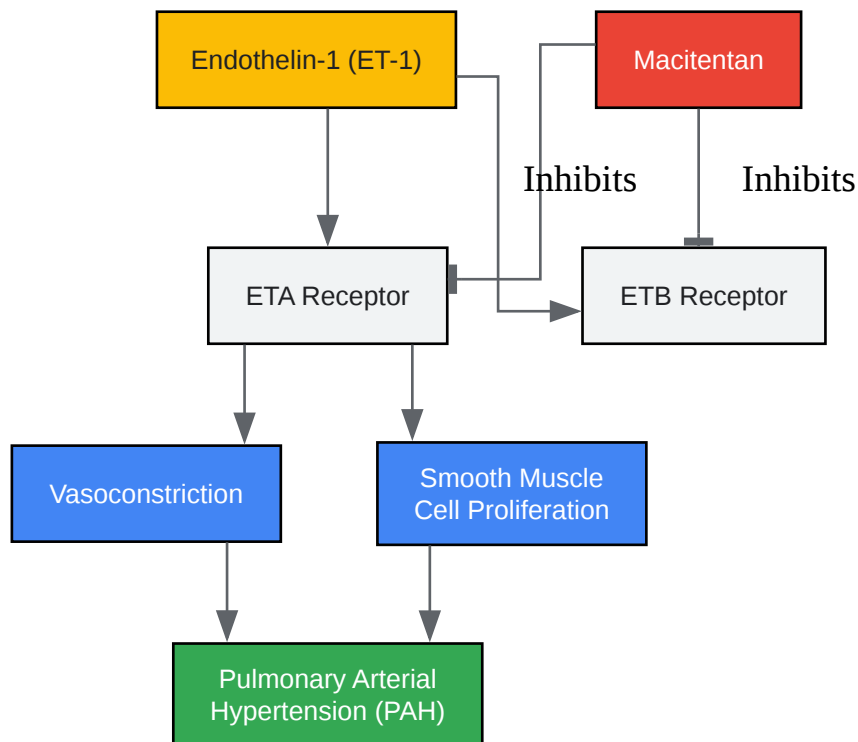 Endothelin-1 (ET-1)
Macitentan
Inhibits
Inhibits
ETA Receptor
ETB Receptor
Vasoconstriction
Smooth Muscle
Cell Proliferation
Pulmonary Arterial
Hypertension (PAH)